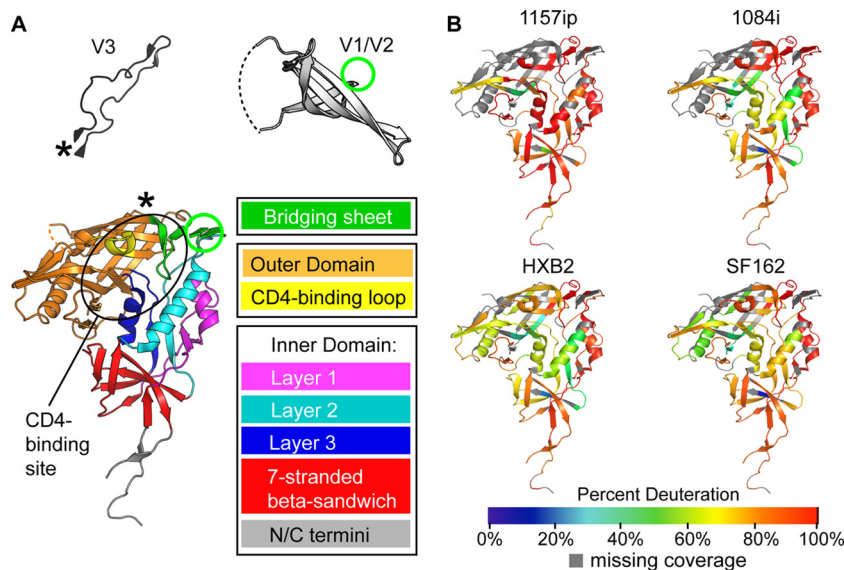 A
V3
V1/V2
*
*
Bridging sheet
Outer Domain
CD4-binding loop
Inner Domain:
Layer 1
Layer 2
Layer 3
7-stranded
beta-sandwich
N/C termini
CD4-
binding
site
B
1157ip
1084i
HXB2
SF162
Percent Deuteration
0% 20% 40% 60% 80% 100%
missing coverage